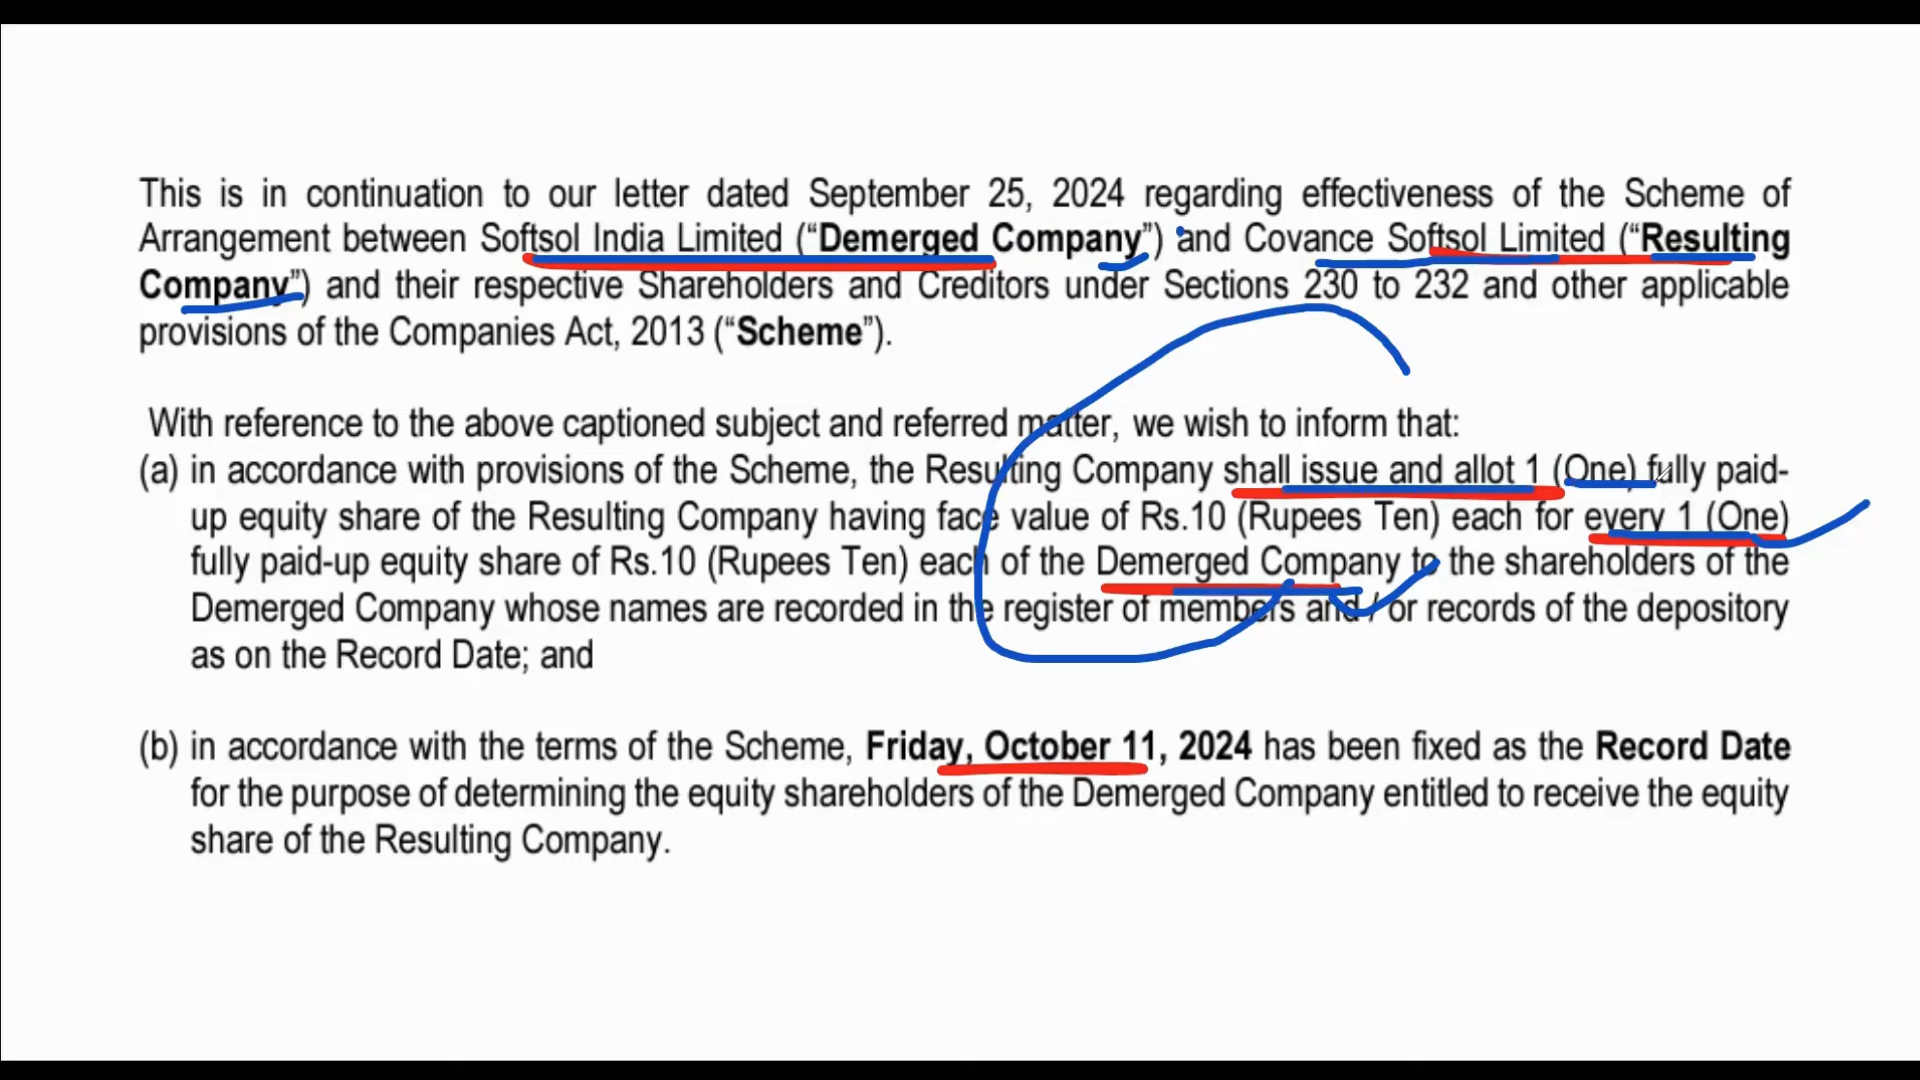 This is in continuation to our letter dated September 25, 2024 regarding effectiveness of the Scheme of
Arrangement between Softsol India Limited (“Demerged Company”) and Covance Softsol Limited (“Resulting
Company”) and their respective Shareholders and Creditors under Sections 230 to 232 and other applicable
provisions of the Companies Act, 2013 (“Scheme”).
With reference to the above captioned subject and referred matter, we wish to inform that:
(a) in accordance with provisions of the Scheme, the Resulting Company shall issue and allot 1 (One) fully paid-
up equity share of the Resulting Company having face value of Rs.10 (Rupees Ten) each for every 1 (One)
fully paid-up equity share of Rs.10 (Rupees Ten) each of the Demerged Company to the shareholders of the
Demerged Company whose names are recorded in the register of members and / or records of the depository
as on the Record Date; and
(b) in accordance with the terms of the Scheme, Friday, October 11, 2024 has been fixed as the Record Date
for the purpose of determining the equity shareholders of the Demerged Company entitled to receive the equity
share of the Resulting Company.